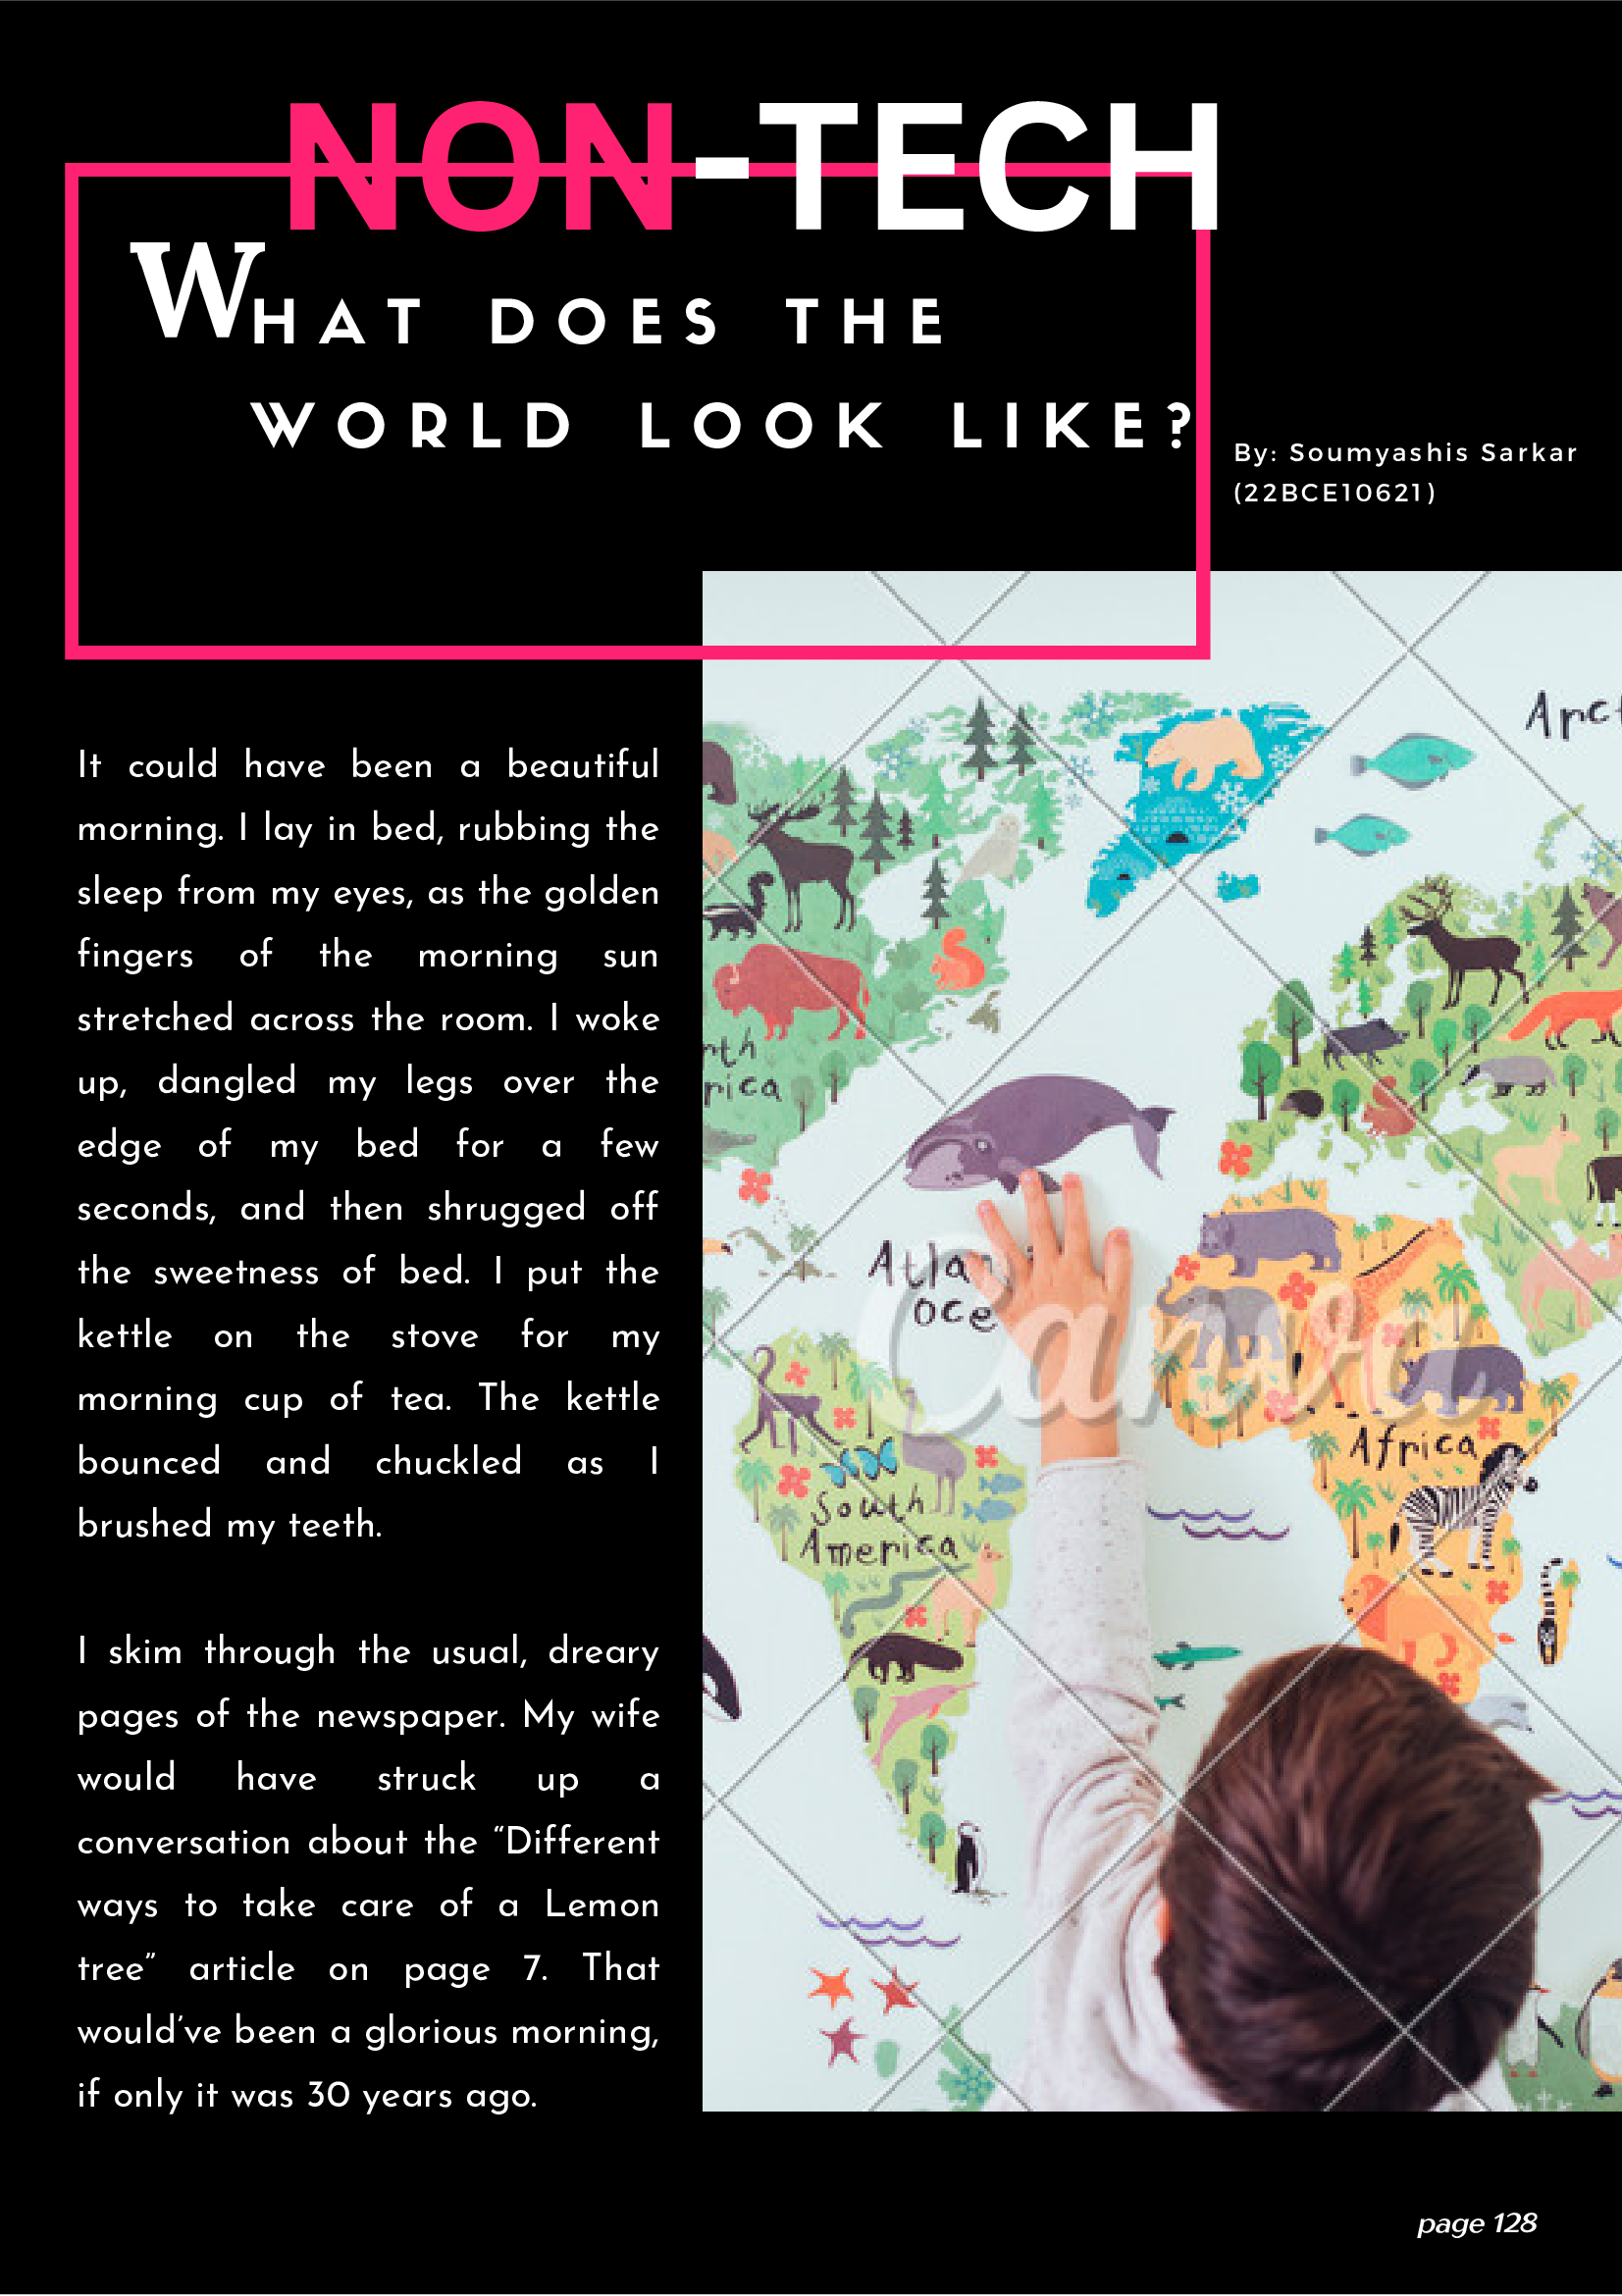 NON-TECH
WHAT DOES THE
WORLD LOOK LIKE?
By: Soumyashis Sarkar
(22BCE10621)
It could have been a beautiful
morning. I lay in bed, rubbing the
sleep from my eyes, as the golden
fingers of the morning sun
stretched across the room. I woke
up, dangled my legs over the
edge of my bed for a few
seconds, and then shrugged off
the sweetness of bed. I put the
kettle on the stove for my
morning cup of tea. The kettle
bounced and chuckled as I
brushed my teeth.
I skim through the usual, dreary
pages of the newspaper. My wife
would have struck up a
conversation about the “Different
ways to take care of a Lemon
tree” article on page 7. That
would’ve been a glorious morning,
if only it was 30 years ago.
Arct
rth
rica
Atlan
oce
Canva
Africa
South
America
page 128